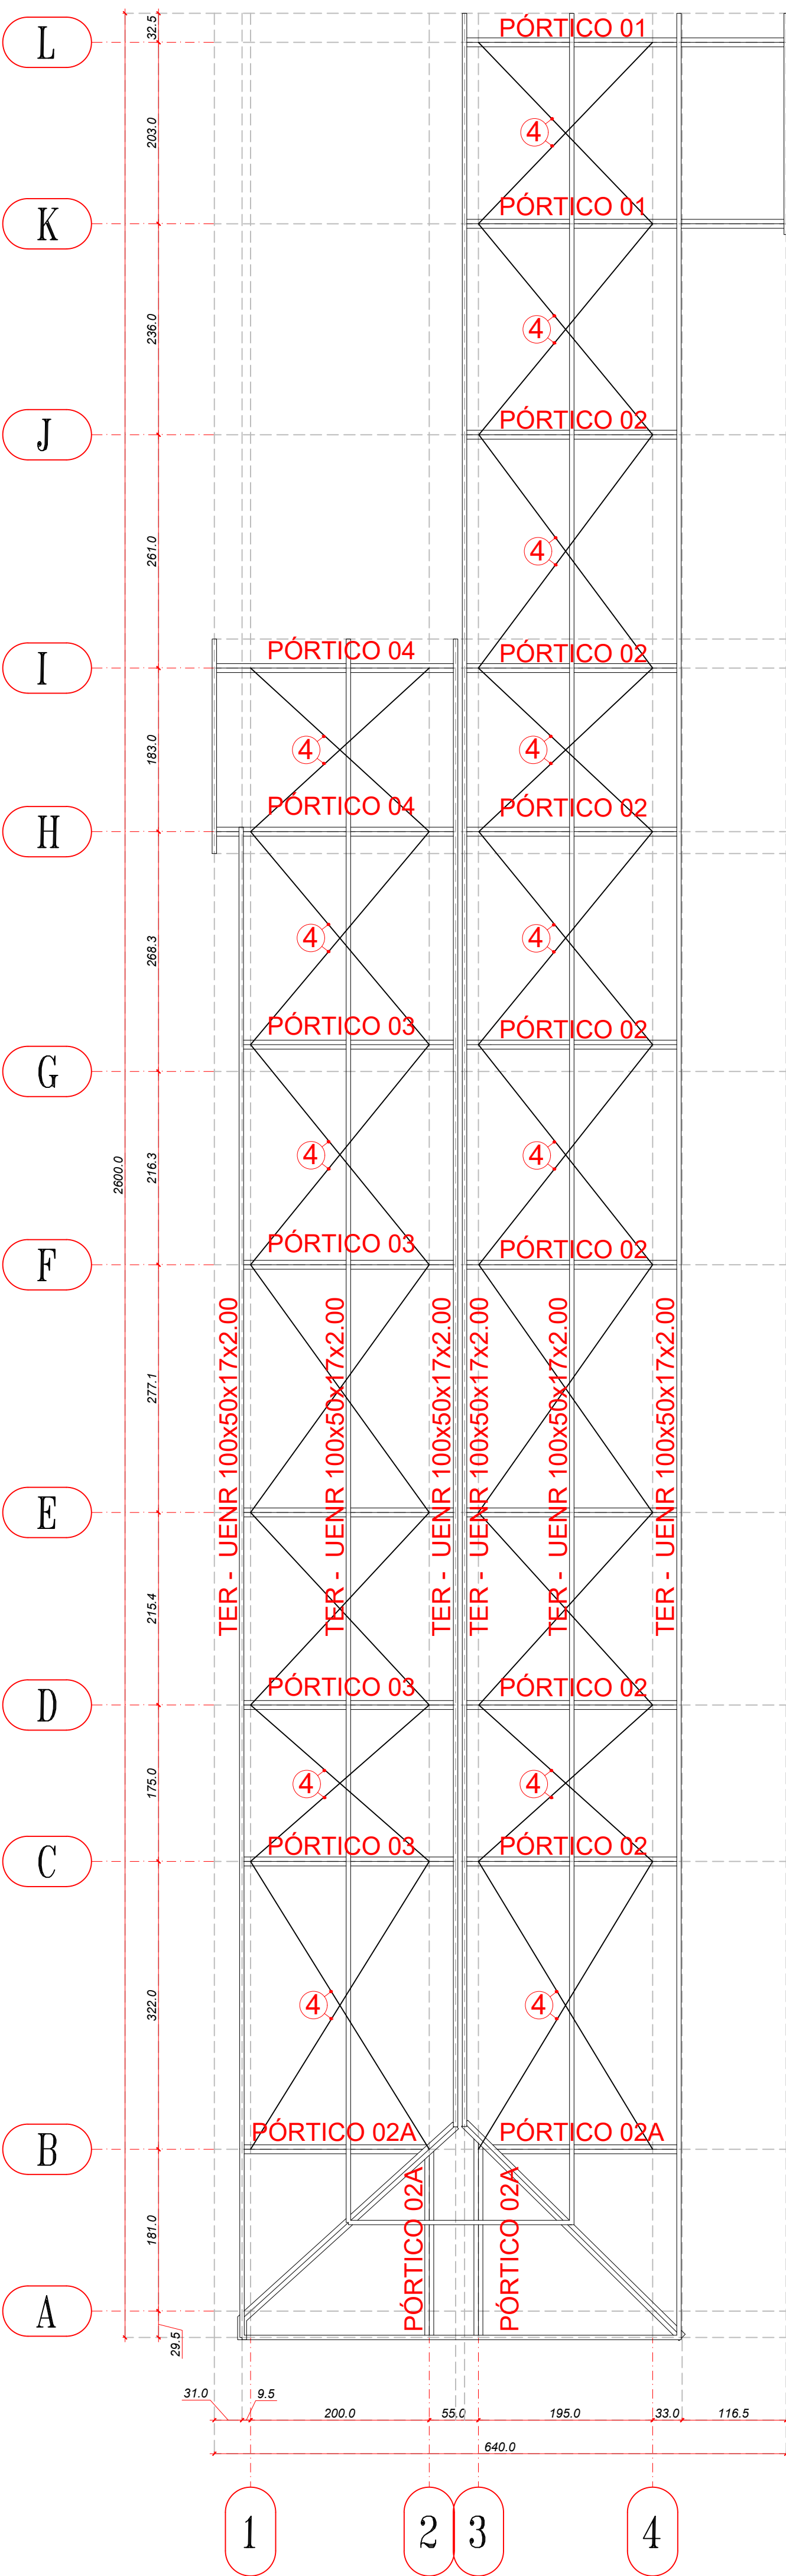 PÓRTICO 01
L
32.5
203.0
4
PÓRTICO 01
K
236.0
4
PÓRTICO 02
J
261.0
4
PÓRTICO 04
PÓRTICO 02
I
183.0
4
4
PÓRTICO 04
PÓRTICO 02
H
268.3
4
4
PÓRTICO 03
PÓRTICO 02
G
2600.0
216.3
4
4
PÓRTICO 03
PÓRTICO 02
F
277.1
TER - UENR 100x50x17x2.00
TER - UENR 100x50x17x2.00
TER - UENR 100x50x17x2.00
TER - UENR 100x50x17x2.00
TER - UENR 100x50x17x2.00
TER - UENR 100x50x17x2.00
E
215.4
PÓRTICO 03
PÓRTICO 02
D
175.0
4
4
PÓRTICO 03
PÓRTICO 02
C
322.0
4
4
PÓRTICO 02A
PÓRTICO 02A
B
181.0
PÓRTICO 02A
PÓRTICO 02A
A
29.5
31.0
9.5
200.0
55.0
195.0
33.0
116.5
640.0
1
2
3
4